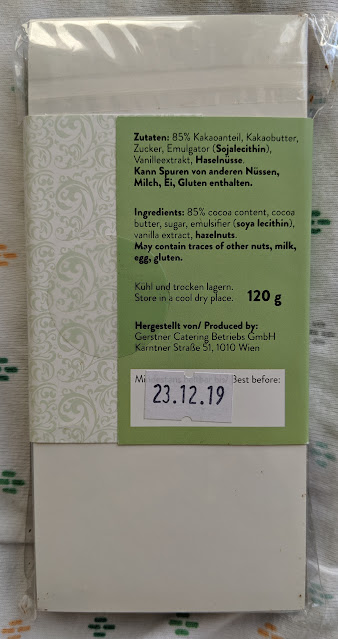 Zutaten: 85% Kakaoanteil, Kakaobutter,
Zucker, Emulgator (Sojalecithin),
Vanilleextrakt, Haselnüsse.
Kann Spuren von anderen Nüssen,
Milch, Ei, Gluten enthalten.
Ingredients: 85% cocoa content, cocoa
butter, sugar, emulsifier (soya lecithin),
vanilla extract, hazelnuts.
May contain traces of other nuts, milk,
egg, gluten.
Kühl und trocken lagern.
Store in a cool dry place. 120 g
Hergestellt von/ Produced by:
Gerstner Catering Betriebs GmbH
Kärntner Straße 51, 1010 Wien
Best before:
23.12.19